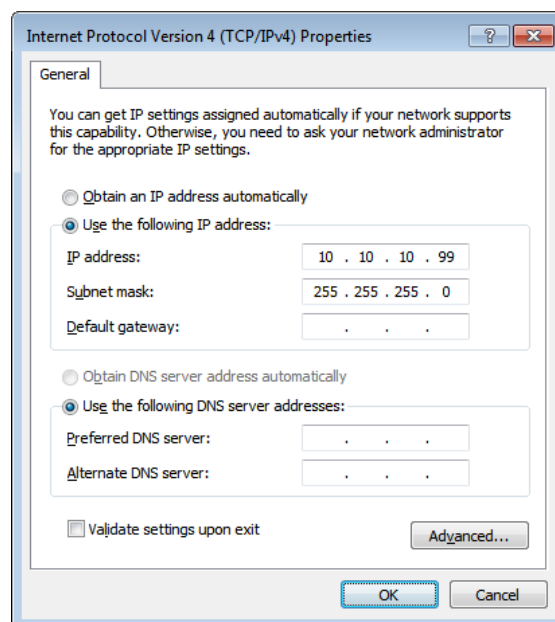 Internet Protocol Version 4 (TCP/IPv4) Properties
General
You can get IP settings assigned automatically if your network supports
this capability. Otherwise, you need to ask your network administrator
for the appropriate IP settings.
Obtain an IP address automatically
Use the following IP address:
IP address: 10 . 10 . 10 . 99
Subnet mask: 255 . 255 . 255 . 0
Default gateway: . . .
Obtain DNS server address automatically
Use the following DNS server addresses:
Preferred DNS server: . . .
Alternate DNS server: . . .
Validate settings upon exit
Advanced...
OK Cancel